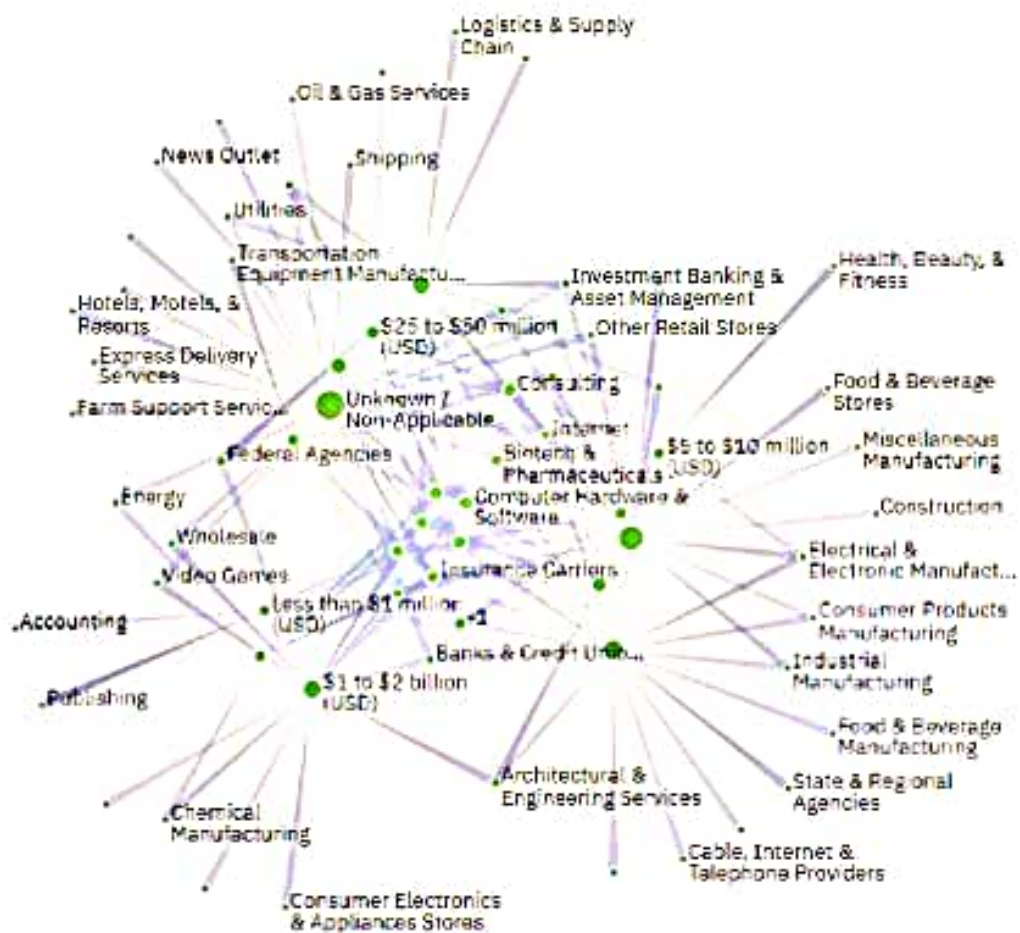 Logistics & Supply
Chain
Oil & Gas Services
News Outlet
Shipping
Utilities
Transportation
Equipment Manufactu...
Health, Beauty, &
Fitness
Investment Banking &
Asset Management
Hotels, Motels, &
Resorts
$25 to $50 million
(USD)
Other Retail Stores
Express Delivery
Services
Consulting
Food & Beverage
Stores
Unknown /
Non-Applicable
Farm Support Servic...
Internet
Federal Agencies
Biotech &
Pharmaceuticals
$5 to $10 million
(USD)
Miscellaneous
Manufacturing
Energy
Computer Hardware &
Software
Construction
Wholesale
Electrical &
Electronic Manufact...
Video Games
Insurance Carriers
Less than $1 million
(USD)
-1
Consumer Products
Manufacturing
Accounting
Banks & Credit Unio...
Industrial
Manufacturing
Publishing
$1 to $2 billion
(USD)
Food & Beverage
Manufacturing
Architectural &
Engineering Services
State & Regional
Agencies
Chemical
Manufacturing
Cable, Internet &
Telephone Providers
Consumer Electronics
& Appliances Stores